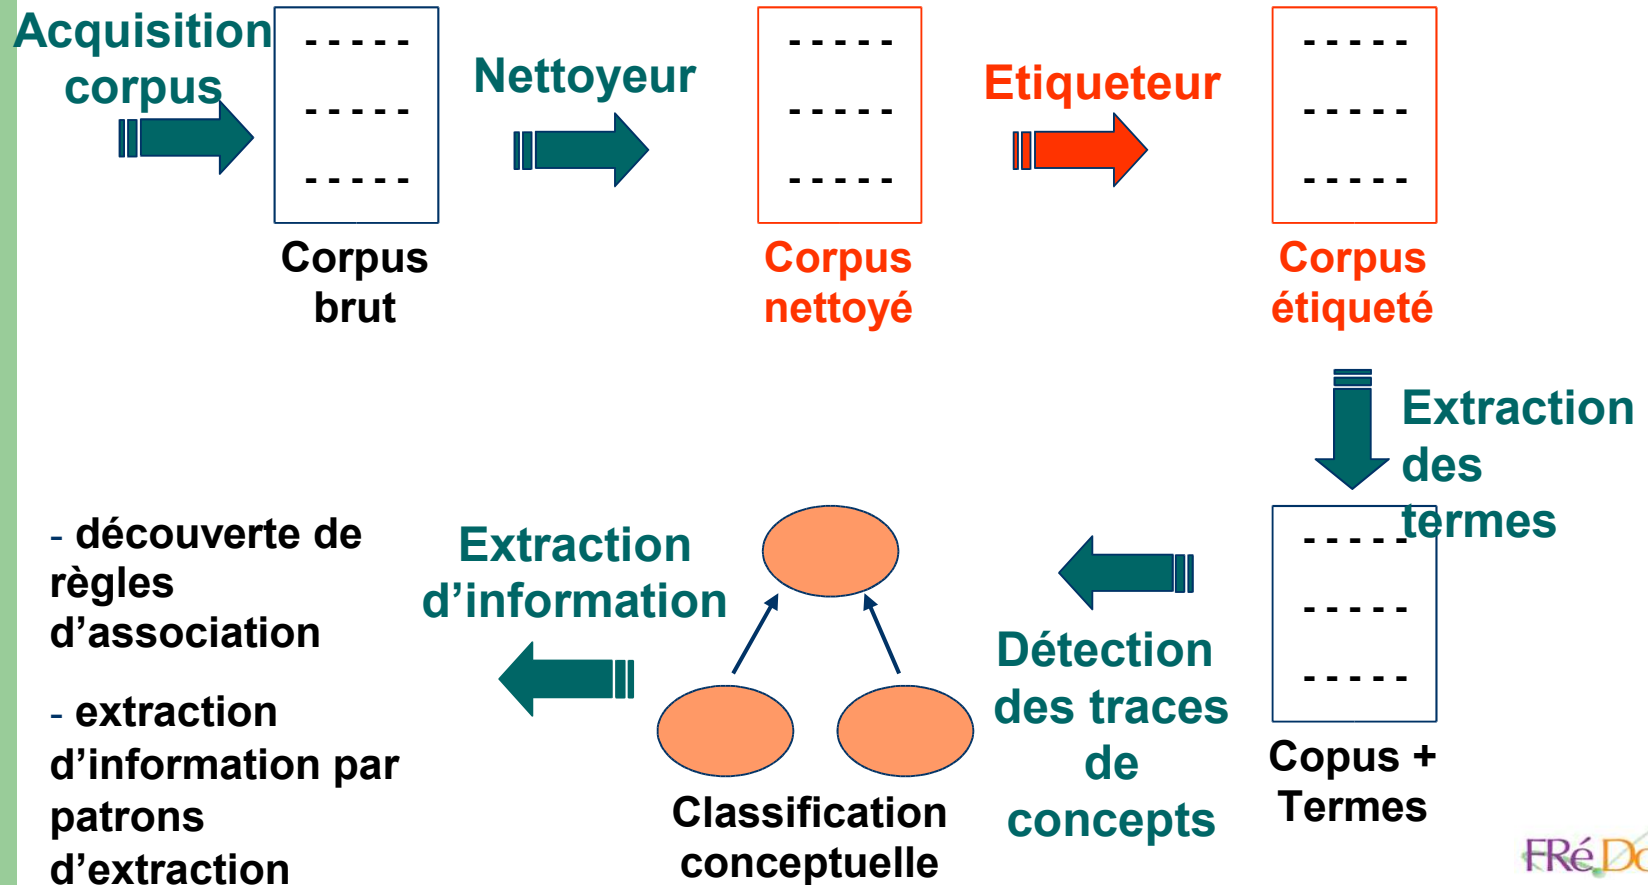 Acquisition
corpus
- - - - -
- - - - -
- - - - -
Corpus
brut
Nettoyeur
- - - - -
- - - - -
- - - - -
Corpus
nettoyé
Etiqueteur
- - - - -
- - - - -
- - - - -
Corpus
étiqueté
Extraction
des
termes
- - - - -
- - - - -
- - - - -
Copus +
Termes
Détection
des traces
de
concepts
Classification
conceptuelle
Extraction
d’information
- découverte de
règles
d’association
- extraction
d’information par
patrons
d’extraction